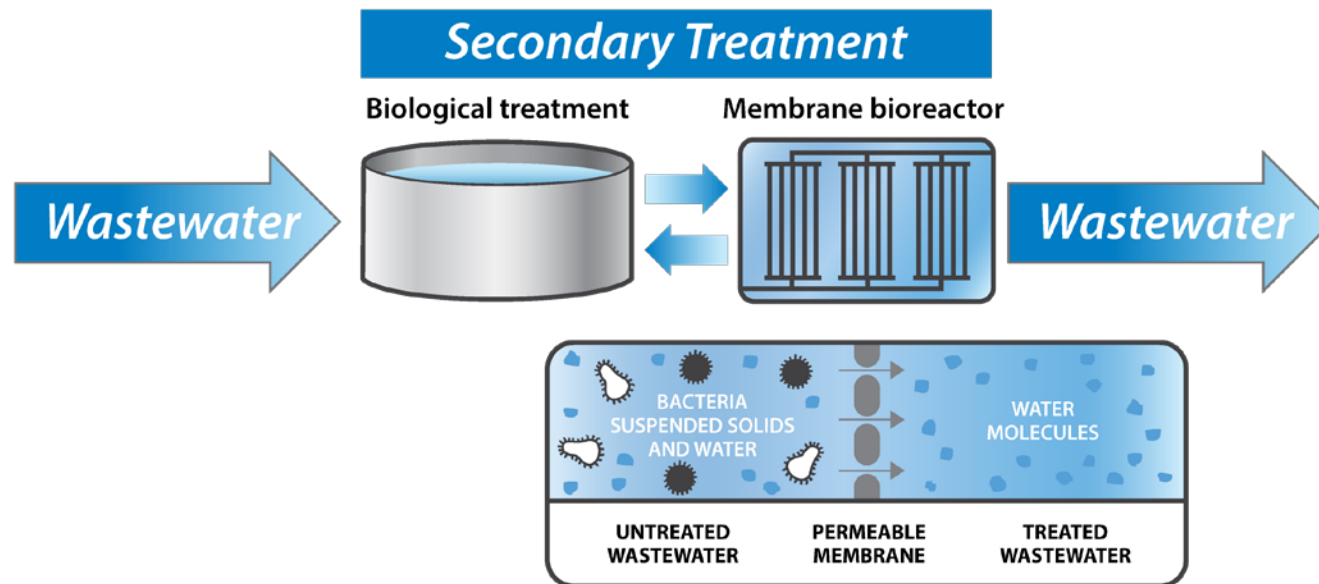 Secondary Treatment
Biological treatment
Membrane bioreactor
Wastewater
Wastewater
BACTERIA
SUSPENDED SOLIDS
AND WATER
WATER
MOLECULES
UNTREATED
WASTEWATER
PERMEABLE
MEMBRANE
TREATED
WASTEWATER